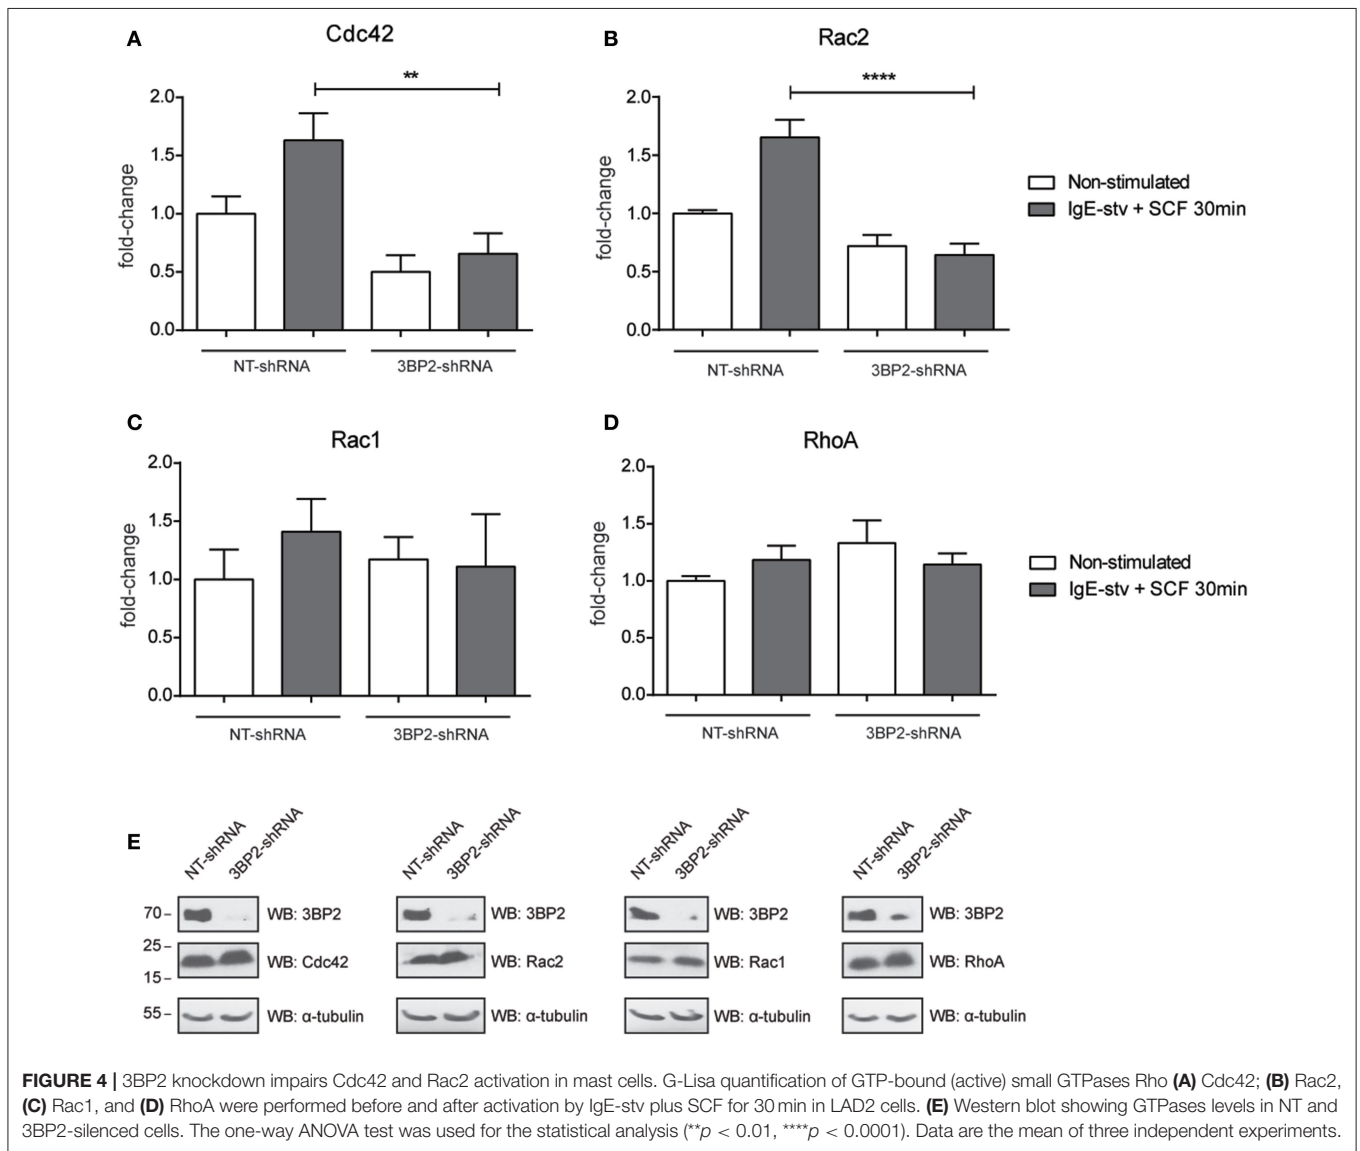 A
Cdc42
**
2.0
1.5
1.0
0.5
0.0
fold-change
NT-shRNA
3BP2-shRNA
B
Rac2
****
2.0
1.5
1.0
0.5
0.0
fold-change
NT-shRNA
3BP2-shRNA
Non-stimulated
IgE-stv + SCF 30min
C
Rac1
2.0
1.5
1.0
0.5
0.0
fold-change
NT-shRNA
3BP2-shRNA
D
RhoA
2.0
1.5
1.0
0.5
0.0
fold-change
NT-shRNA
3BP2-shRNA
Non-stimulated
IgE-stv + SCF 30min
E
NT-shRNA
3BP2-shRNA
70
WB: 3BP2
25
WB: Cdc42
15
55
WB: α-tubulin
NT-shRNA
3BP2-shRNA
WB: 3BP2
WB: Rac2
WB: α-tubulin
NT-shRNA
3BP2-shRNA
WB: 3BP2
WB: Rac1
WB: α-tubulin
NT-shRNA
3BP2-shRNA
WB: 3BP2
WB: RhoA
WB: α-tubulin
FIGURE 4 | 3BP2 knockdown impairs Cdc42 and Rac2 activation in mast cells. G-Lisa quantification of GTP-bound (active) small GTPases Rho (A) Cdc42; (B) Rac2,
(C) Rac1, and (D) RhoA were performed before and after activation by IgE-stv plus SCF for 30 min in LAD2 cells. (E) Western blot showing GTPases levels in NT and
3BP2-silenced cells. The one-way ANOVA test was used for the statistical analysis (**p < 0.01, ****p < 0.0001). Data are the mean of three independent experiments.